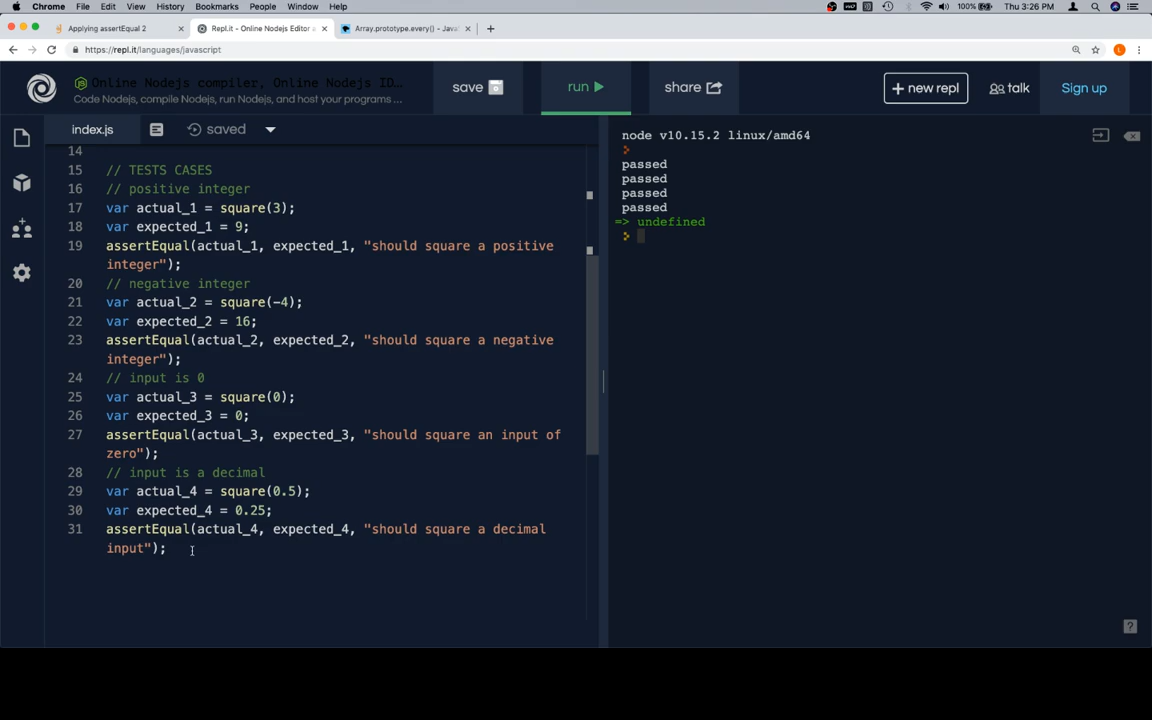 Chrome File Edit View History Bookmarks People Window Help 100% Thu 3:26 PM
Applying assertEqual 2 × Repl.it - Online Nodejs Editor × Array.prototype.every() - Java × +
https://repl.it/languages/javascript
Online Nodejs compiler, Online Nodejs ID...
Code Nodejs, compile Nodejs, run Nodejs, and host your programs ...
save run share + new repl talk Sign up
index.js saved
14
15 // TESTS CASES
16 // positive integer
17 var actual_1 = square(3);
18 var expected_1 = 9;
19 assertEqual(actual_1, expected_1, "should square a positive
integer");
20 // negative integer
21 var actual_2 = square(-4);
22 var expected_2 = 16;
23 assertEqual(actual_2, expected_2, "should square a negative
integer");
24 // input is 0
25 var actual_3 = square(0);
26 var expected_3 = 0;
27 assertEqual(actual_3, expected_3, "should square an input of
zero");
28 // input is a decimal
29 var actual_4 = square(0.5);
30 var expected_4 = 0.25;
31 assertEqual(actual_4, expected_4, "should square a decimal
input");
node v10.15.2 linux/amd64
>
passed
passed
passed
passed
=> undefined
>
?